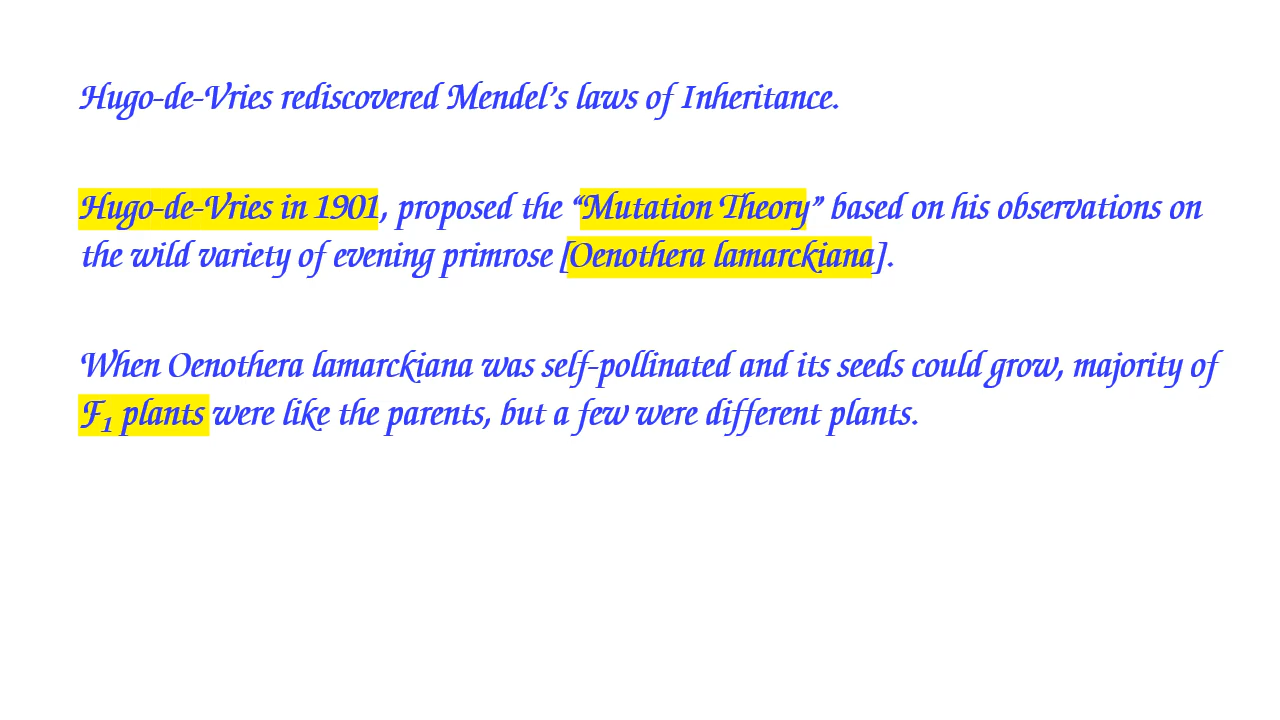 Hugo-de-Vries rediscovered Mendel’s laws of Inheritance.
Hugo-de-Vries in 1901, proposed the “Mutation Theory” based on his observations on
the wild variety of evening primrose [Oenothera lamarckiana].
When Oenothera lamarckiana was self-pollinated and its seeds could grow, majority of
F₁ plants were like the parents, but a few were different plants.